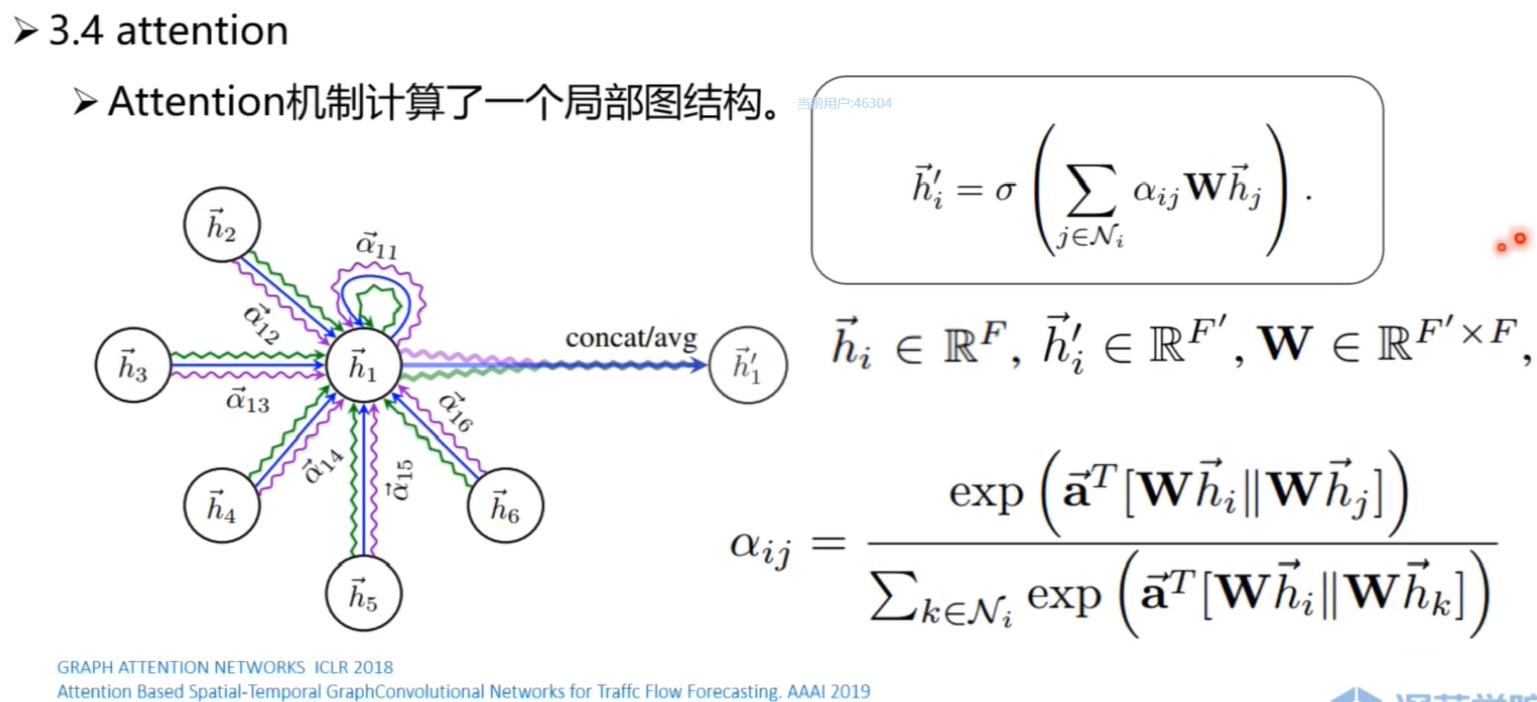 ➢ 3.4 attention
➢ Attention机制计算了一个局部图结构。
当前用户:46304
$\vec{h}'_i = \sigma\left(\sum_{j\in\mathcal{N}_i} \alpha_{ij}\mathbf{W}\vec{h}_j\right).$
$\vec{h}_2$
$\vec{\alpha}_{11}$
$\vec{\alpha}_{12}$
$\vec{h}_3$
$\vec{h}_1$
concat/avg
$\vec{h}'_1$
$\vec{h}_i \in \mathbb{R}^F, \vec{h}'_i \in \mathbb{R}^{F'}, \mathbf{W} \in \mathbb{R}^{F'\times F},$
$\vec{\alpha}_{13}$
$\vec{\alpha}_{16}$
$\vec{\alpha}_{14}$
$\vec{\alpha}_{15}$
$\vec{h}_4$
$\vec{h}_6$
$\vec{h}_5$
$\alpha_{ij} = \frac{\exp\left(\vec{\mathbf{a}}^T[\mathbf{W}\vec{h}_i\|\mathbf{W}\vec{h}_j]\right)}{\sum_{k\in\mathcal{N}_i}\exp\left(\vec{\mathbf{a}}^T[\mathbf{W}\vec{h}_i\|\mathbf{W}\vec{h}_k]\right)}$
GRAPH ATTENTION NETWORKS ICLR 2018
Attention Based Spatial-Temporal GraphConvolutional Networks for Traffc Flow Forecasting. AAAI 2019